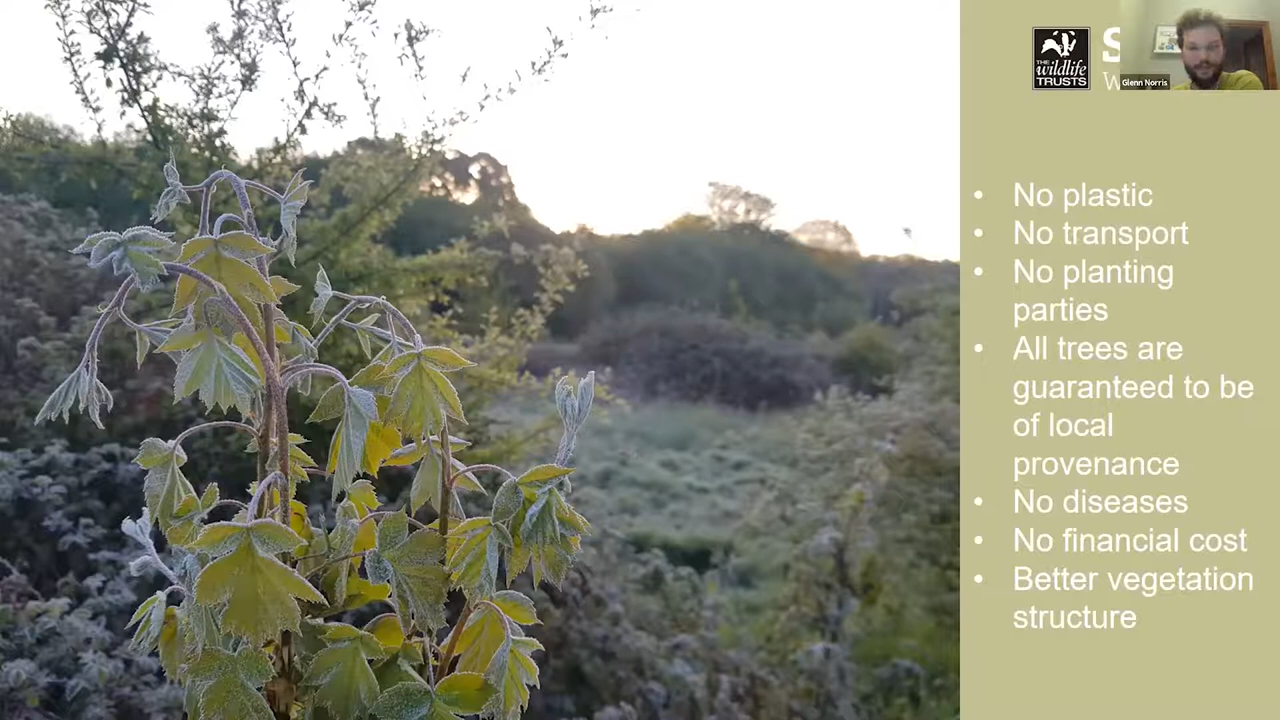 THE
wildlife
TRUSTS
S
W
Glenn Norris
• No plastic
• No transport
• No planting
parties
• All trees are
guaranteed to be
of local
provenance
• No diseases
• No financial cost
• Better vegetation
structure